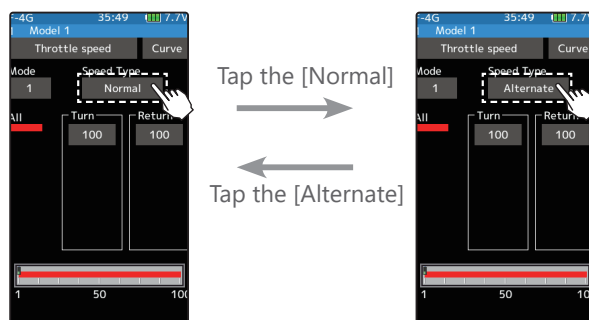 -4G 35:49 7.7V
Model 1
Throttle speed Curve
Mode Speed Type
1 Normal
All Turn Return
100 100
1 50 100
Tap the [Normal]
Tap the [Alternate]
-4G 35:49 7.7V
Model 1
Throttle speed Curve
Mode Speed Type
1 Alternate
All Turn Return
100 100
1 50 100